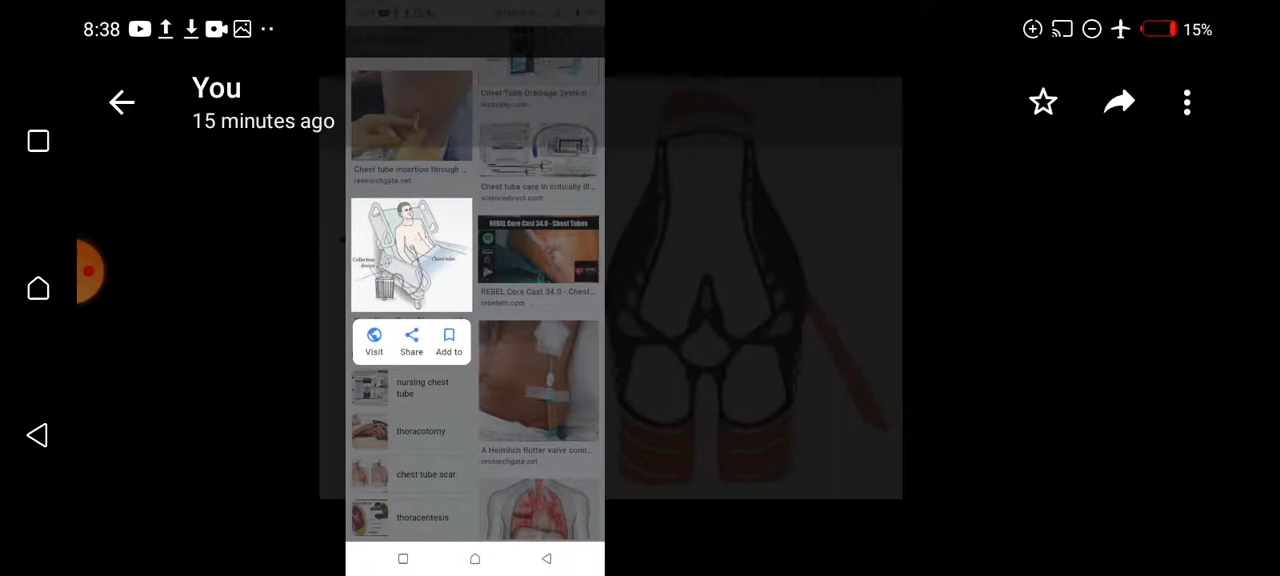 8:38
15%
You
15 minutes ago
Chest Tube Drainage System...
Chest tube insertion through ...
researchgate.net
Chest tube care in critically ill...
sciencedirect.com
Collection
device
Chest tube
REBEL Core Cast 34.0 - Chest Tubes
REBEL Core Cast 34.0 - Chest...
rebelem.com
Visit
Share
Add to
nursing chest
tube
thoracotomy
A Heimlich flutter valve conn...
researchgate.net
chest tube scar
thoracentesis